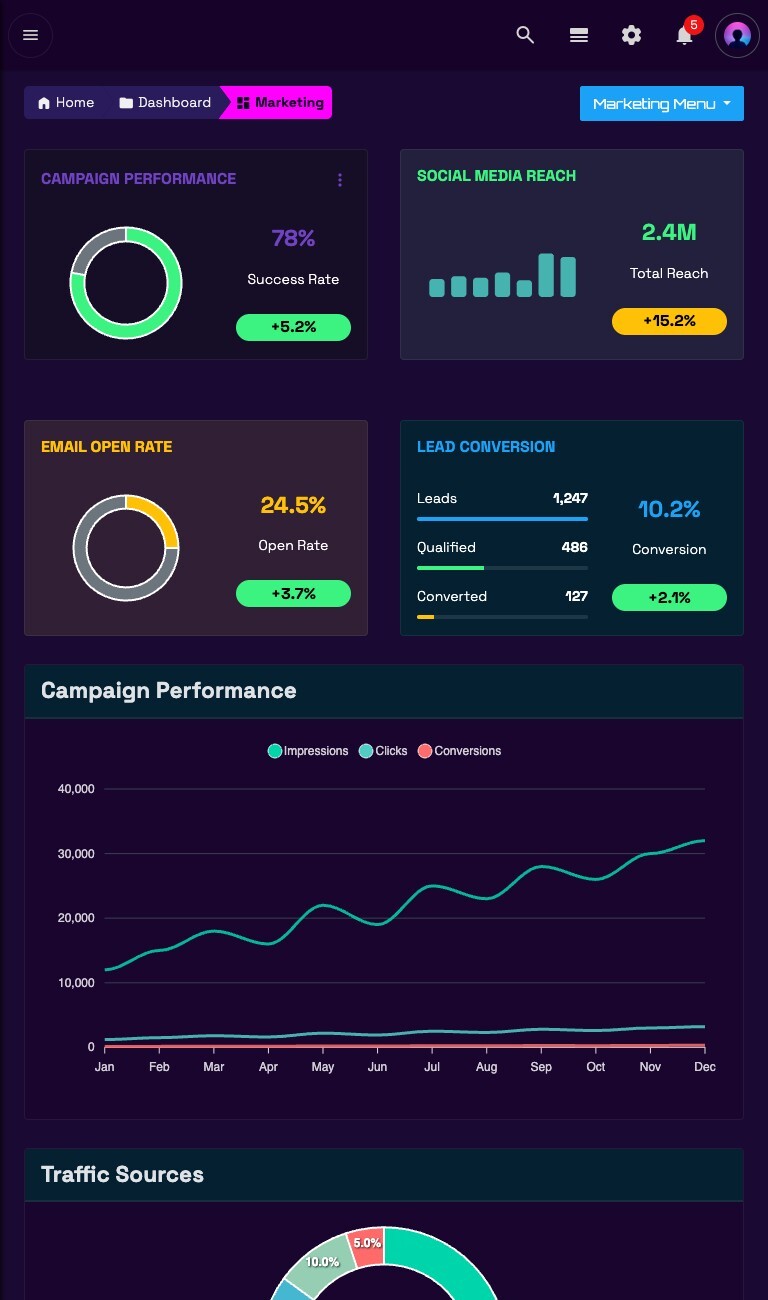 5
Home Dashboard Marketing
Marketing Menu
CAMPAIGN PERFORMANCE
78%
Success Rate
+5.2%
SOCIAL MEDIA REACH
2.4M
Total Reach
+15.2%
EMAIL OPEN RATE
24.5%
Open Rate
+3.7%
LEAD CONVERSION
Leads 1,247
Qualified 486
Converted 127
10.2%
Conversion
+2.1%
Campaign Performance
Impressions Clicks Conversions
40,000
30,000
20,000
10,000
0
Jan Feb Mar Apr May Jun Jul Aug Sep Oct Nov Dec
Traffic Sources
5.0%
10.0%